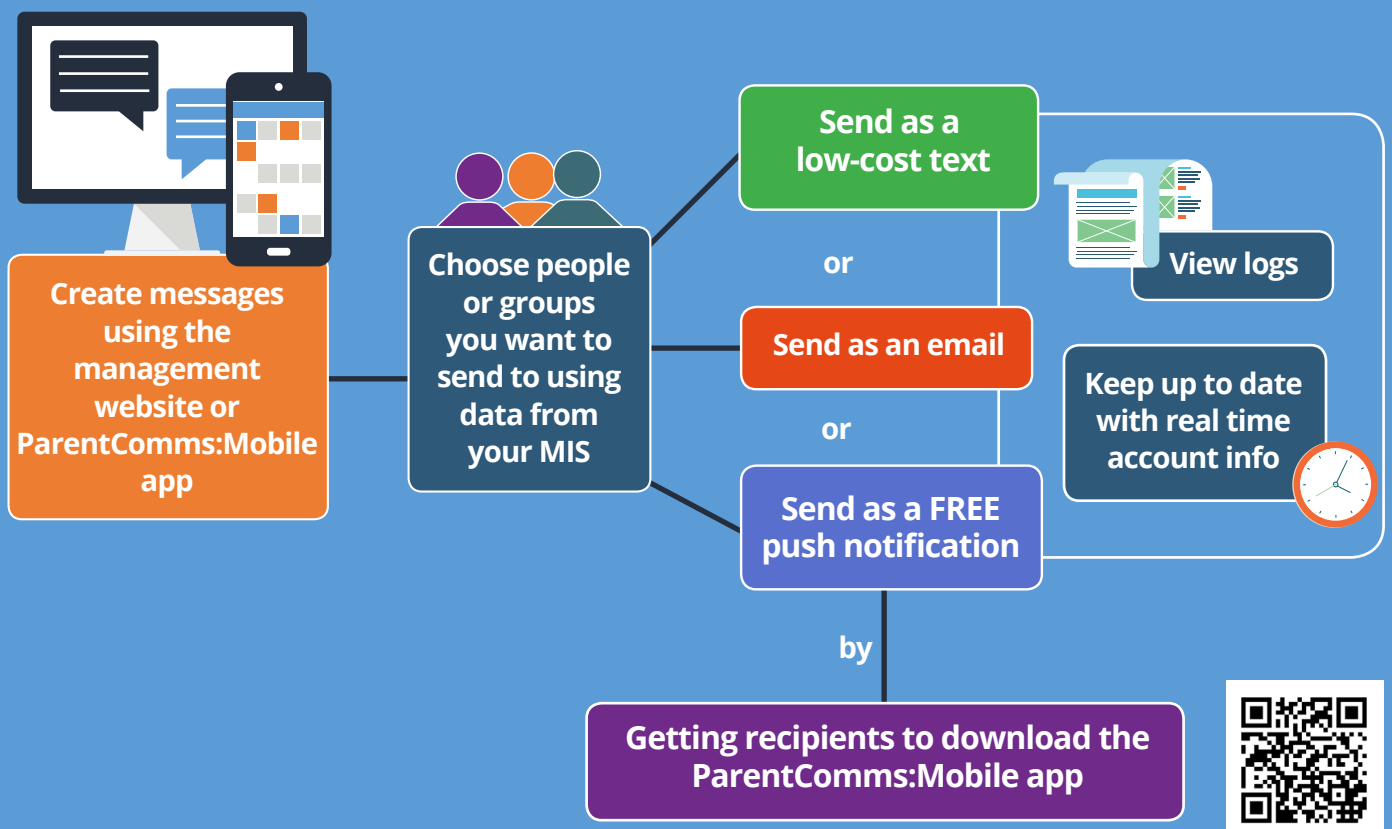 Create messages
using the
management
website or
ParentComms:Mobile
app
Choose people
or groups
you want to
send to using
data from
your MIS
Send as a
low-cost text
or
Send as an email
or
Send as a FREE
push notification
by
Getting recipients to download the
ParentComms:Mobile app
View logs
Keep up to date
with real time
account info